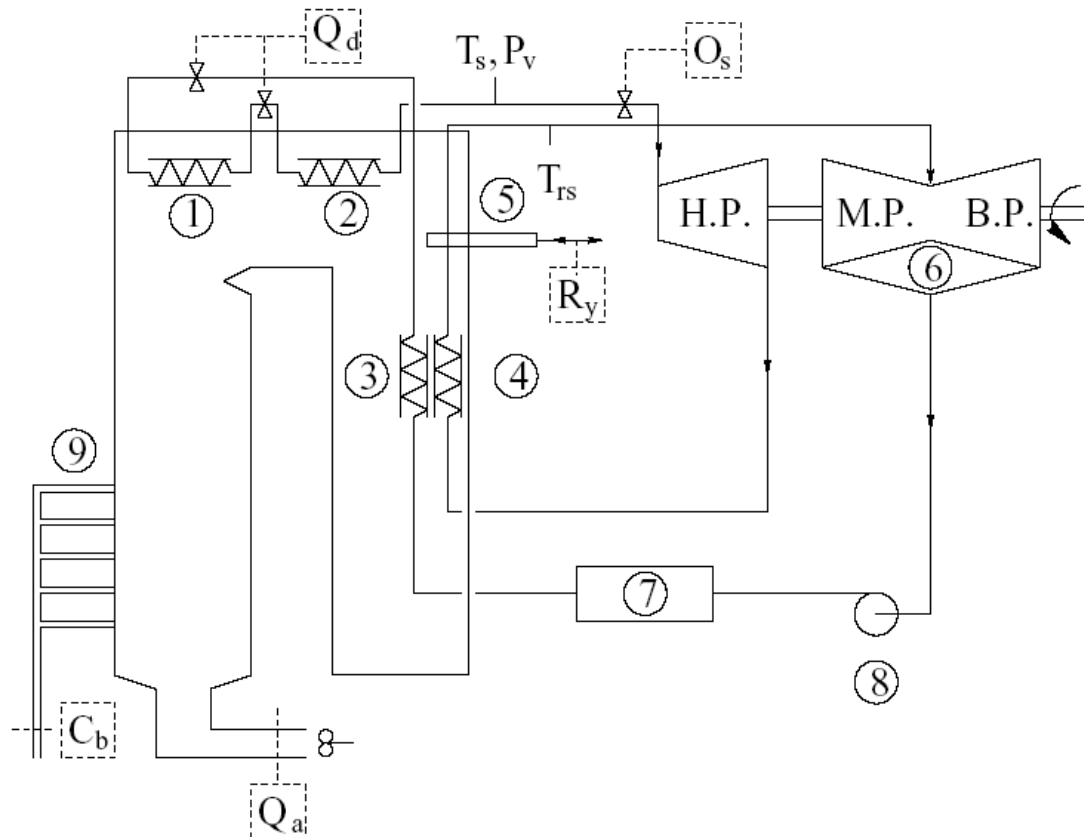 Q_d
T_s, P_v
O_s
1
2
T_rs
5
H.P.
M.P.
B.P.
6
R_y
3
4
9
7
8
C_b
Q_a